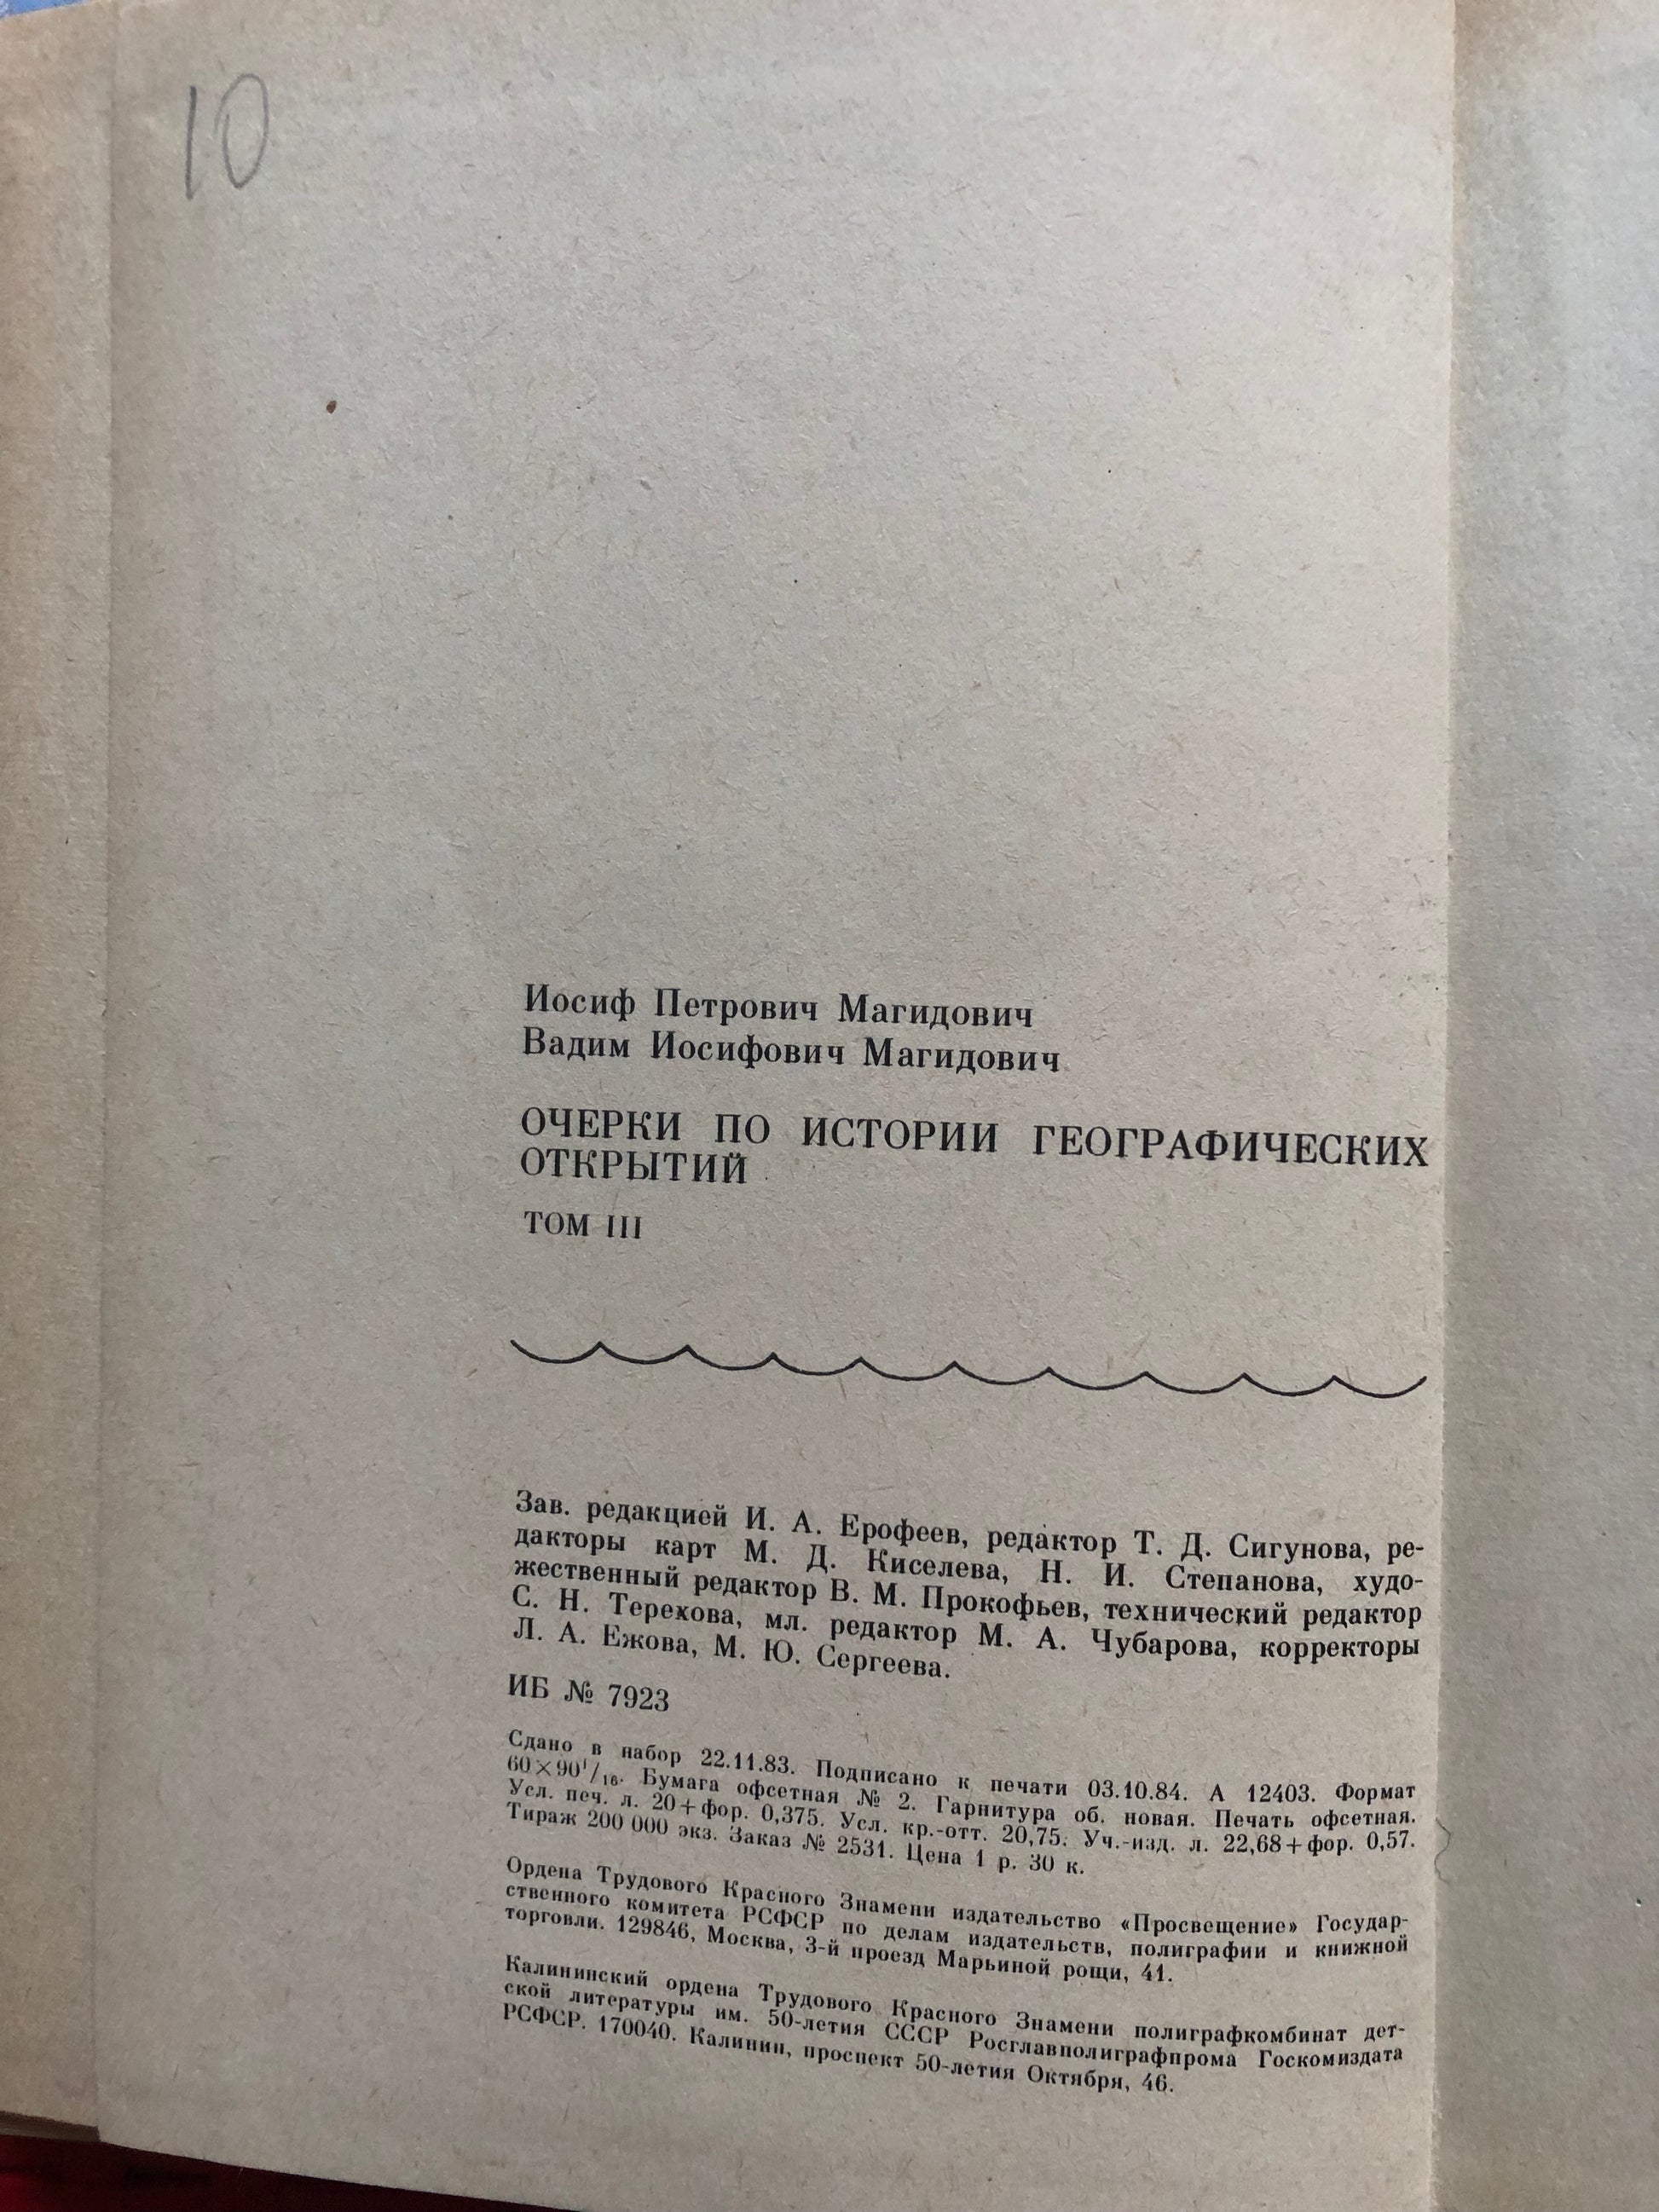 10
Иосиф Петрович Магидович
Вадим Иосифович Магидович
ОЧЕРКИ ПО ИСТОРИИ ГЕОГРАФИЧЕСКИХ
ОТКРЫТИЙ
ТОМ III
Зав. редакцией И. А. Ерофеев, редактор Т. Д. Сигунова, ре-
дакторы карт М. Д. Киселева, Н. И. Степанова, худо-
жественный редактор В. М. Прокофьев, технический редактор
С. Н. Терехова, мл. редактор М. А. Чубарова, корректоры
Л. А. Ежова, М. Ю. Сергеева.
ИБ № 7923
Сдано в набор 22.11.83. Подписано к печати 03.10.84. А 12403. Формат
60×90¹/₁₆. Бумага офсетная № 2. Гарнитура об. новая. Печать офсетная.
Усл. печ. л. 20+фор. 0,375. Усл. кр.-отт. 20,75. Уч.-изд. л. 22,68+фор. 0,57.
Тираж 200 000 экз. Заказ № 2531. Цена 1 р. 30 к.
Ордена Трудового Красного Знамени издательство «Просвещение» Государ-
ственного комитета РСФСР по делам издательств, полиграфии и книжной
торговли. 129846, Москва, 3-й проезд Марьиной рощи, 41.
Калининский ордена Трудового Красного Знамени полиграфкомбинат дет-
ской литературы им. 50-летия СССР Росглавполиграфпрома Госкомиздата
РСФСР. 170040. Калинин, проспект 50-летия Октября, 46.